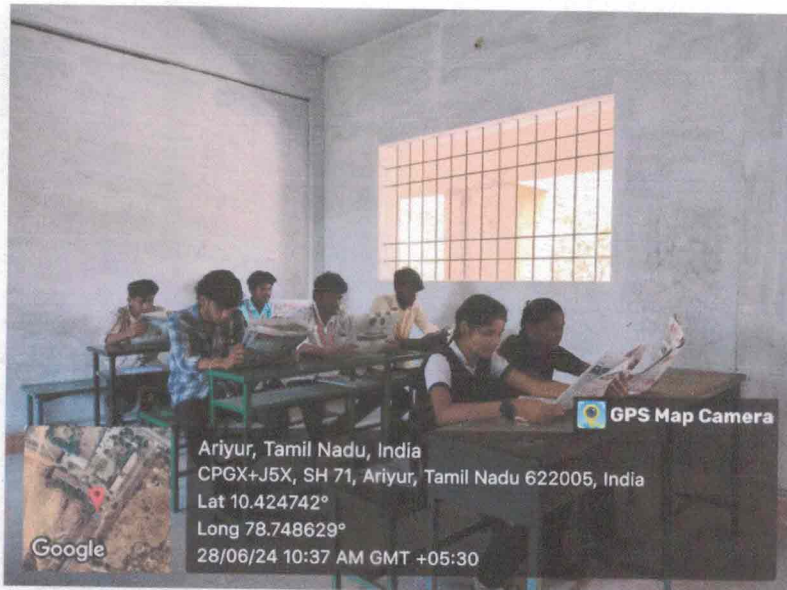 GPS Map Camera
Ariyur, Tamil Nadu, India
CPGX+J5X, SH 71, Ariyur, Tamil Nadu 622005, India
Lat 10.424742°
Long 78.748629°
28/06/24 10:37 AM GMT +05:30
Google